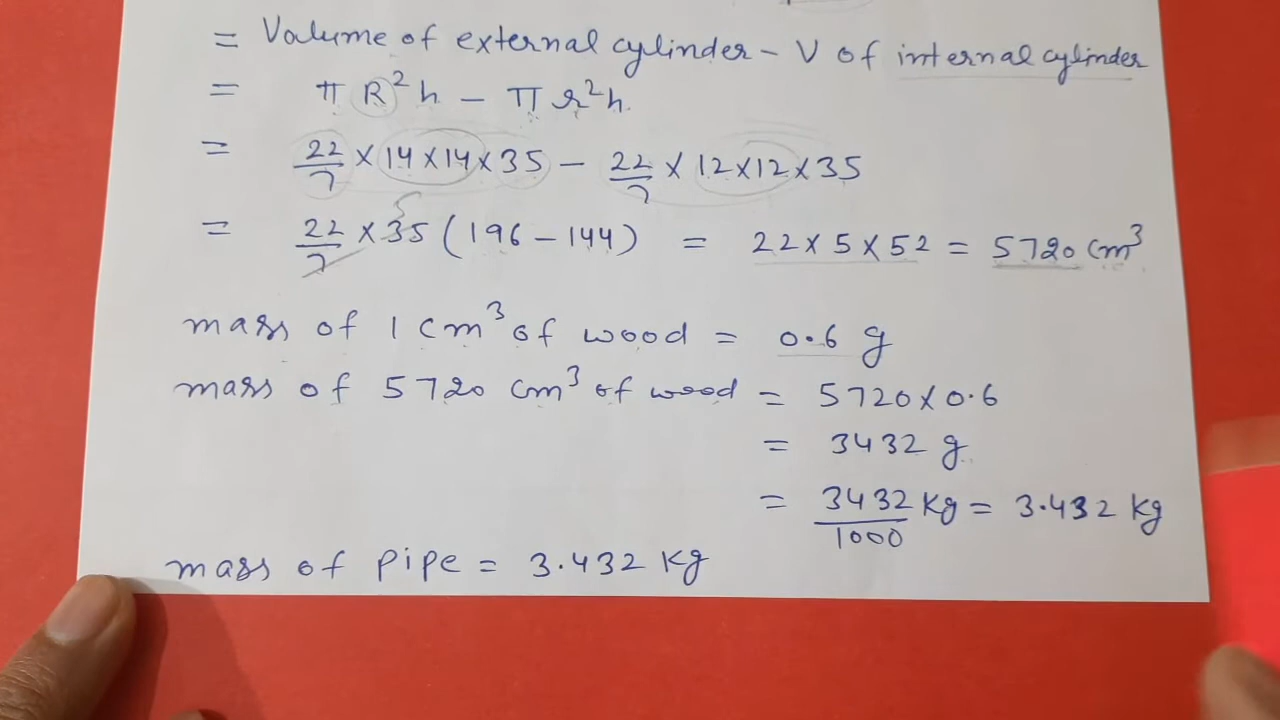 = Volume of external cylinder - V of internal cylinder
= π R²h - π r²h.
= 22/7 × 14 × 14 × 35 - 22/7 × 12 × 12 × 35
= 22/7 × 35 (196 - 144) = 22 × 5 × 52 = 5720 cm³
mass of 1 cm³ of wood = 0.6 g
mass of 5720 cm³ of wood = 5720 × 0.6
= 3432 g.
= 3432/1000 Kg = 3.432 Kg
mass of pipe = 3.432 Kg